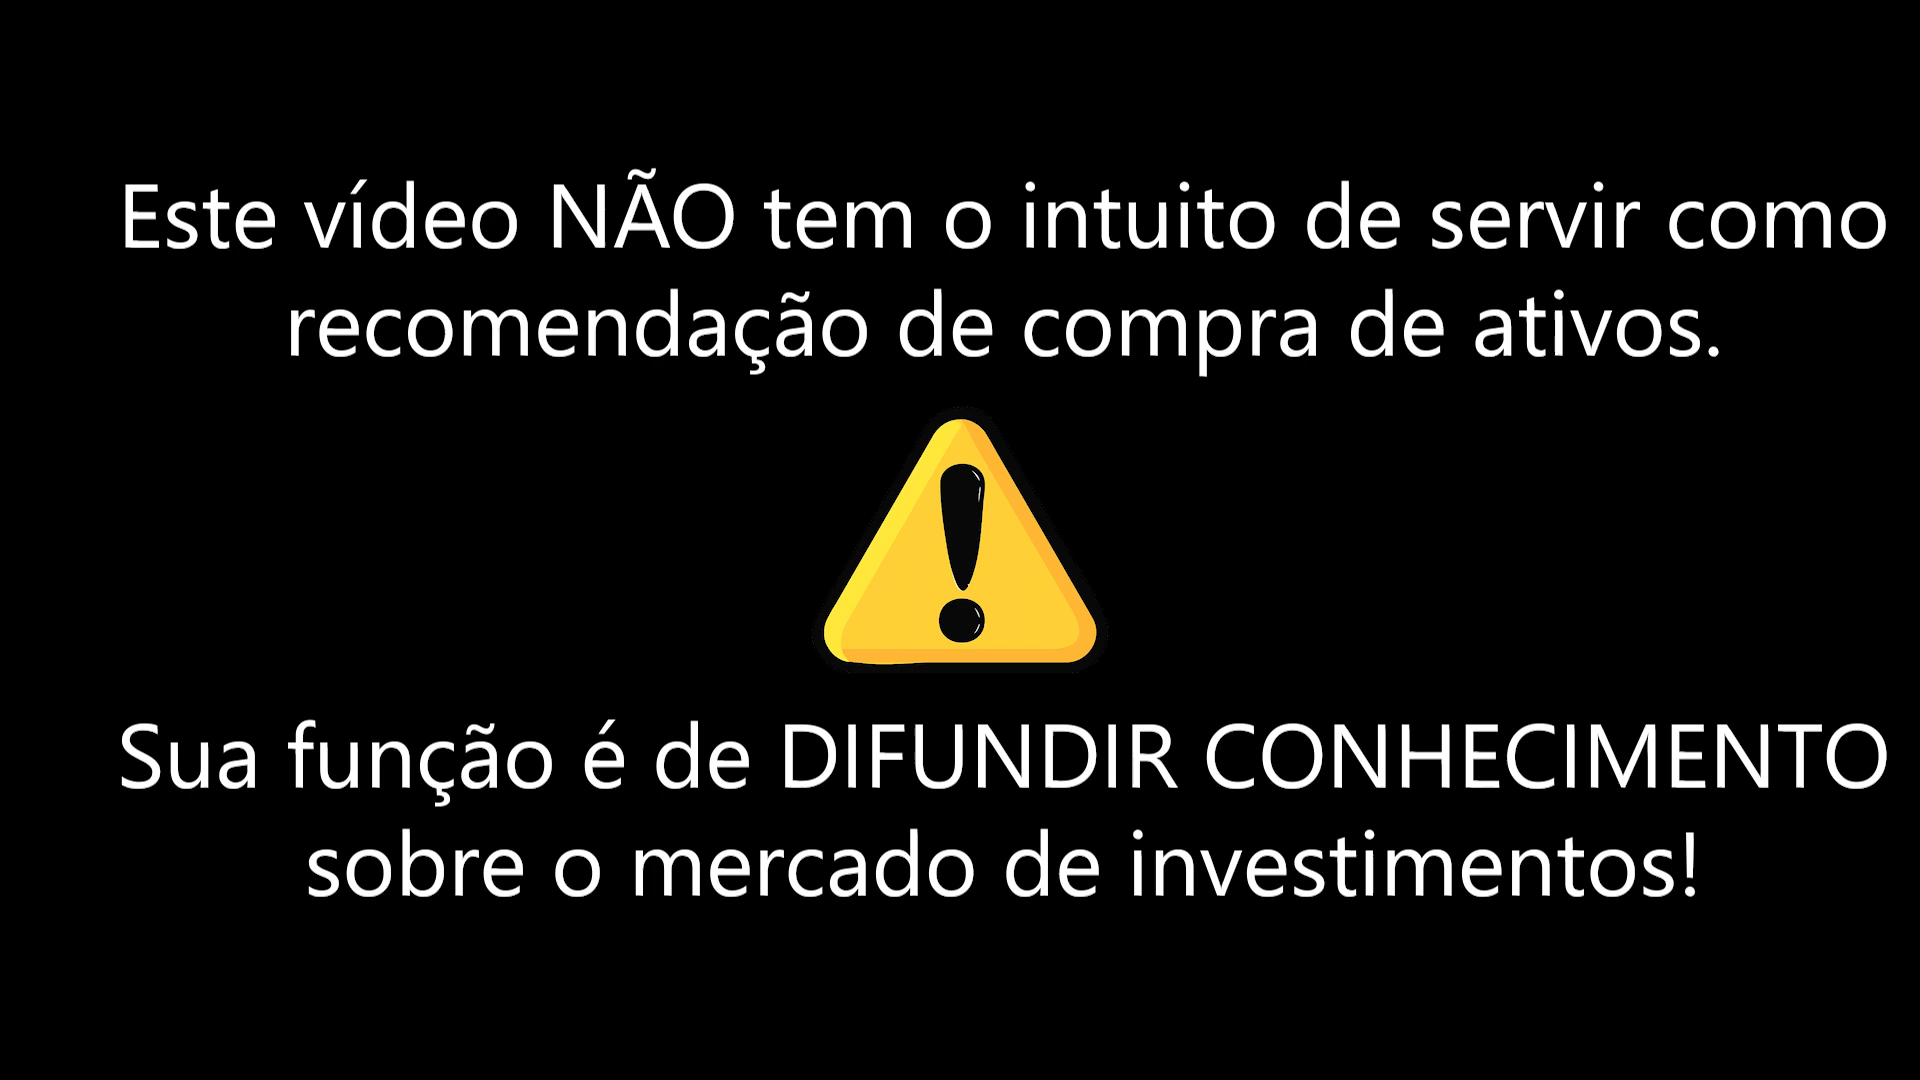 Este vídeo NÃO tem o intuito de servir como
recomendação de compra de ativos.
Sua função é de DIFUNDIR CONHECIMENTO
sobre o mercado de investimentos!